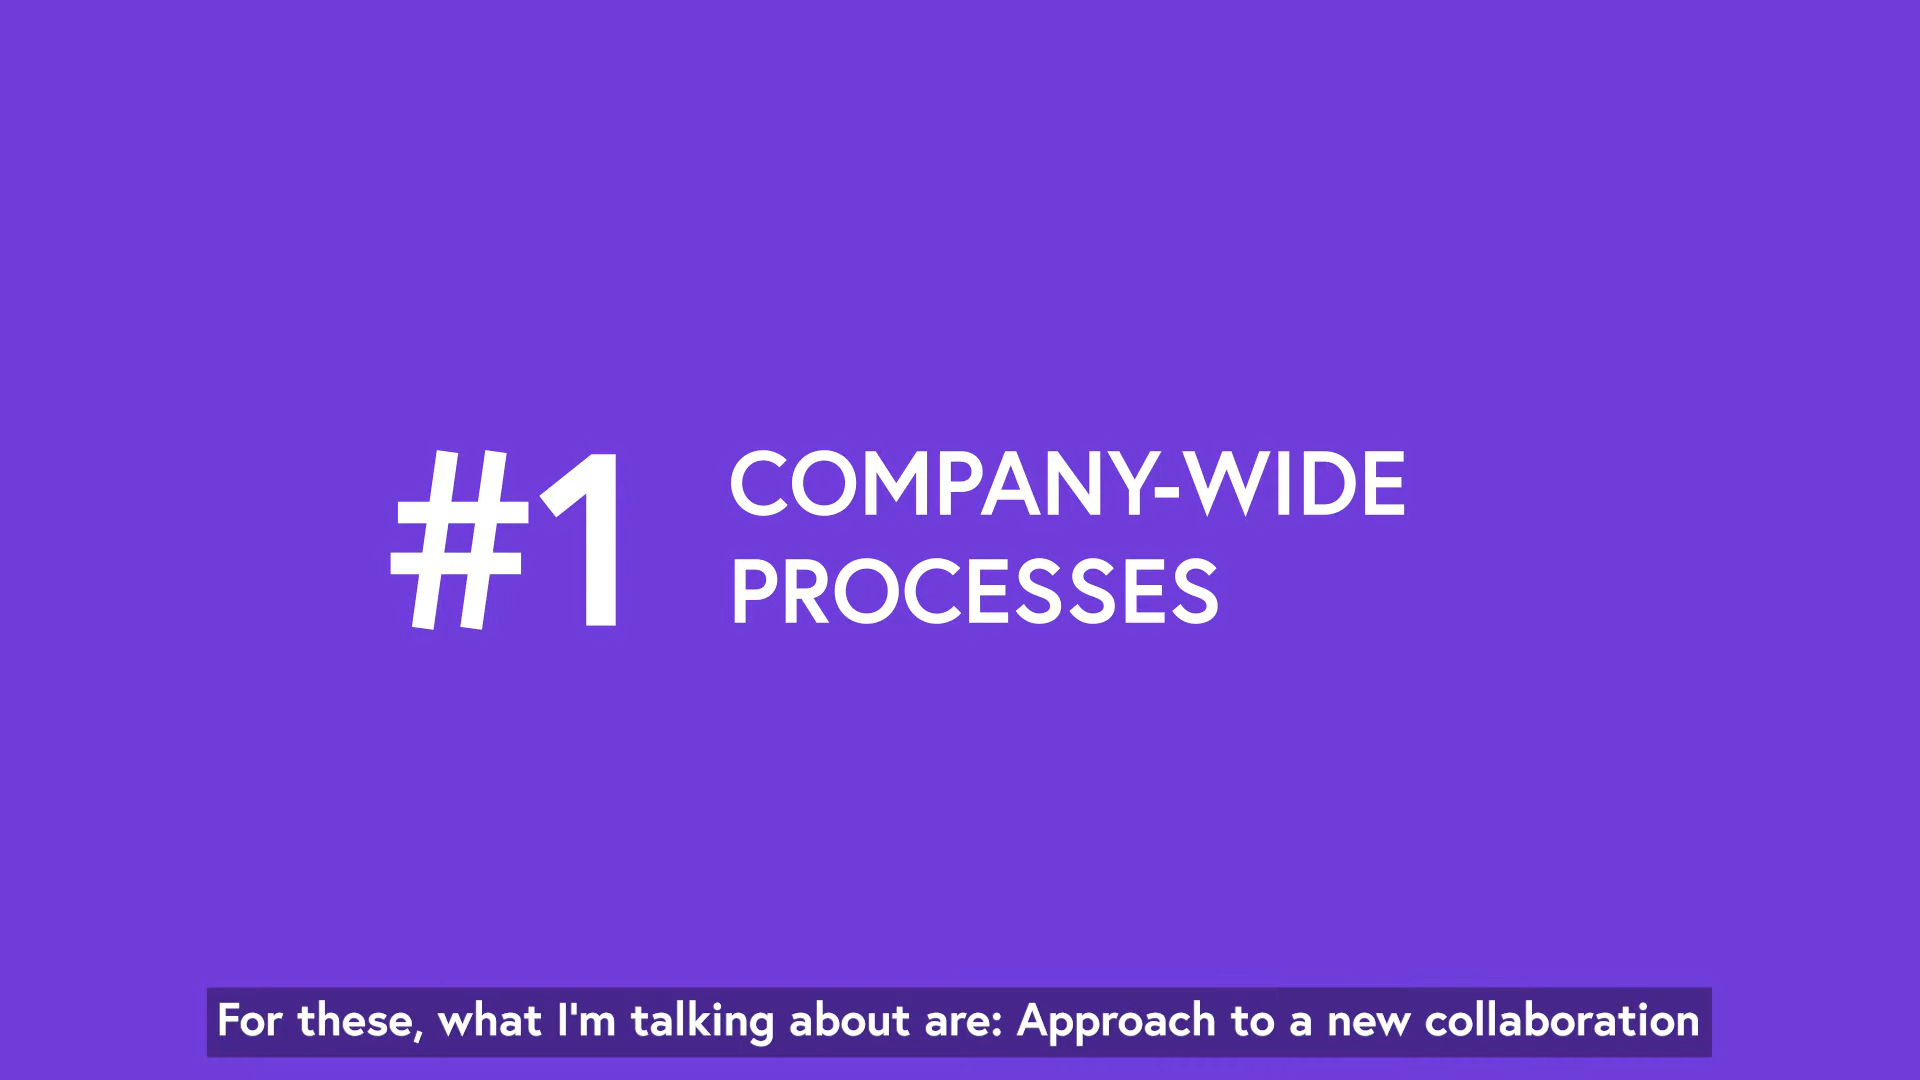 #1
COMPANY-WIDE
PROCESSES
For these, what I'm talking about are: Approach to a new collaboration